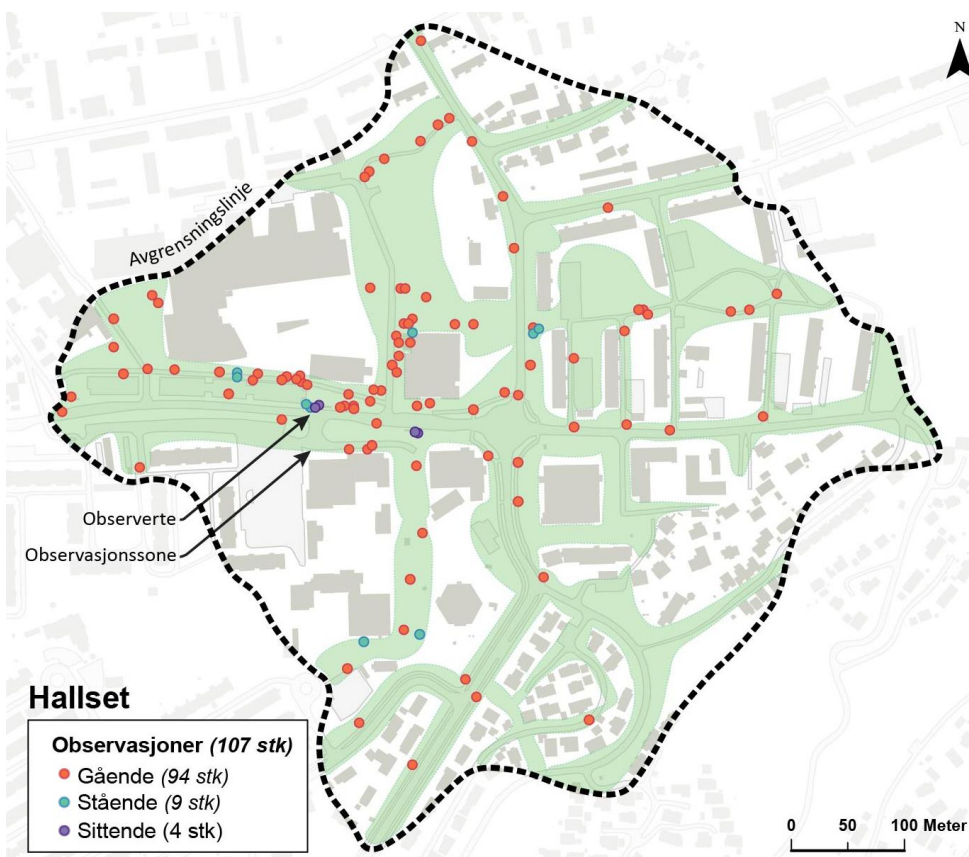 N
Avgrensningslinje
Observerte
Observasjonssone
Hallset
Observasjoner (107 stk)
Gående (94 stk)
Stående (9 stk)
Sittende (4 stk)
0 50 100 Meter